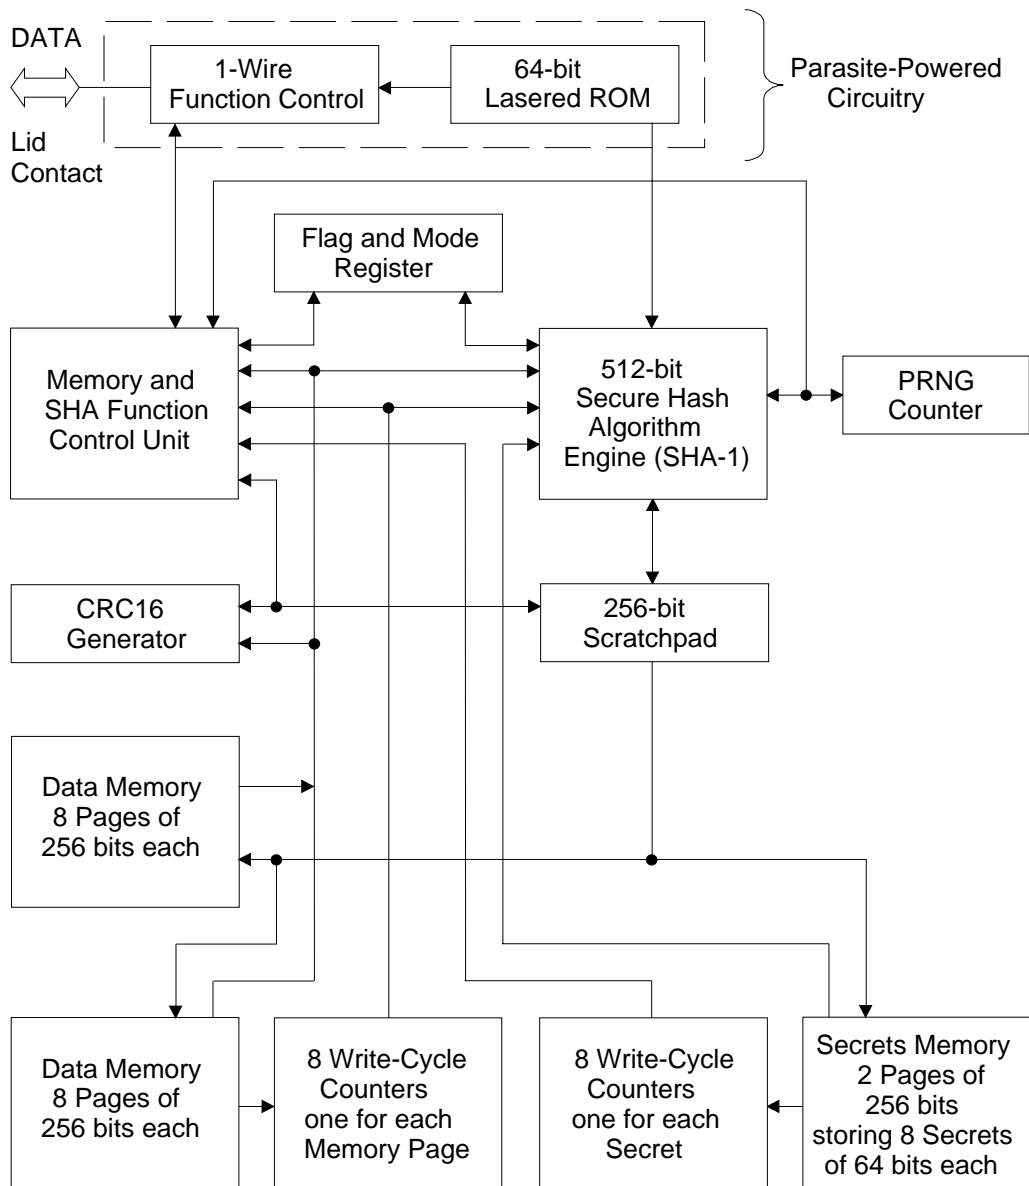 DATA
1-Wire
Function Control
64-bit
Lasered ROM
Parasite-Powered
Circuitry
Lid
Contact
Flag and Mode
Register
Memory and
SHA Function
Control Unit
512-bit
Secure Hash
Algorithm
Engine (SHA-1)
PRNG
Counter
CRC16
Generator
256-bit
Scratchpad
Data Memory
8 Pages of
256 bits each
Data Memory
8 Pages of
256 bits each
8 Write-Cycle
Counters
one for each
Memory Page
8 Write-Cycle
Counters
one for each
Secret
Secrets Memory
2 Pages of
256 bits
storing 8 Secrets
of 64 bits each